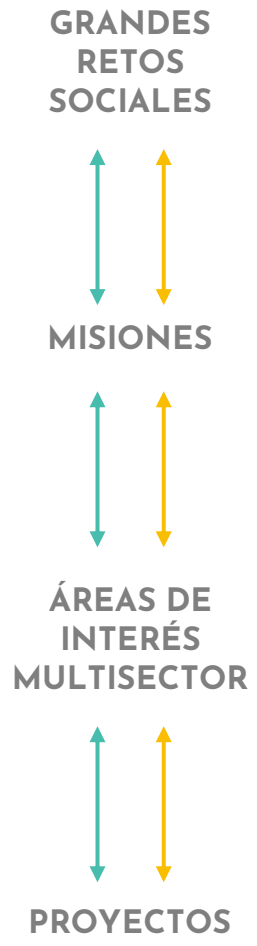 GRANDES
RETOS
SOCIALES
MISIONES
ÁREAS DE
INTERÉS
MULTISECTOR
PROYECTOS